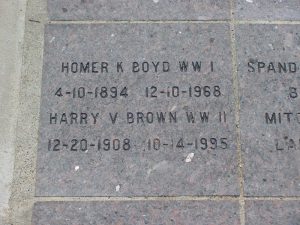 HOMER K BOYD WW I
4-10-1894 12-10-1968
HARRY V BROWN WW II
12-20-1908 10-14-1995